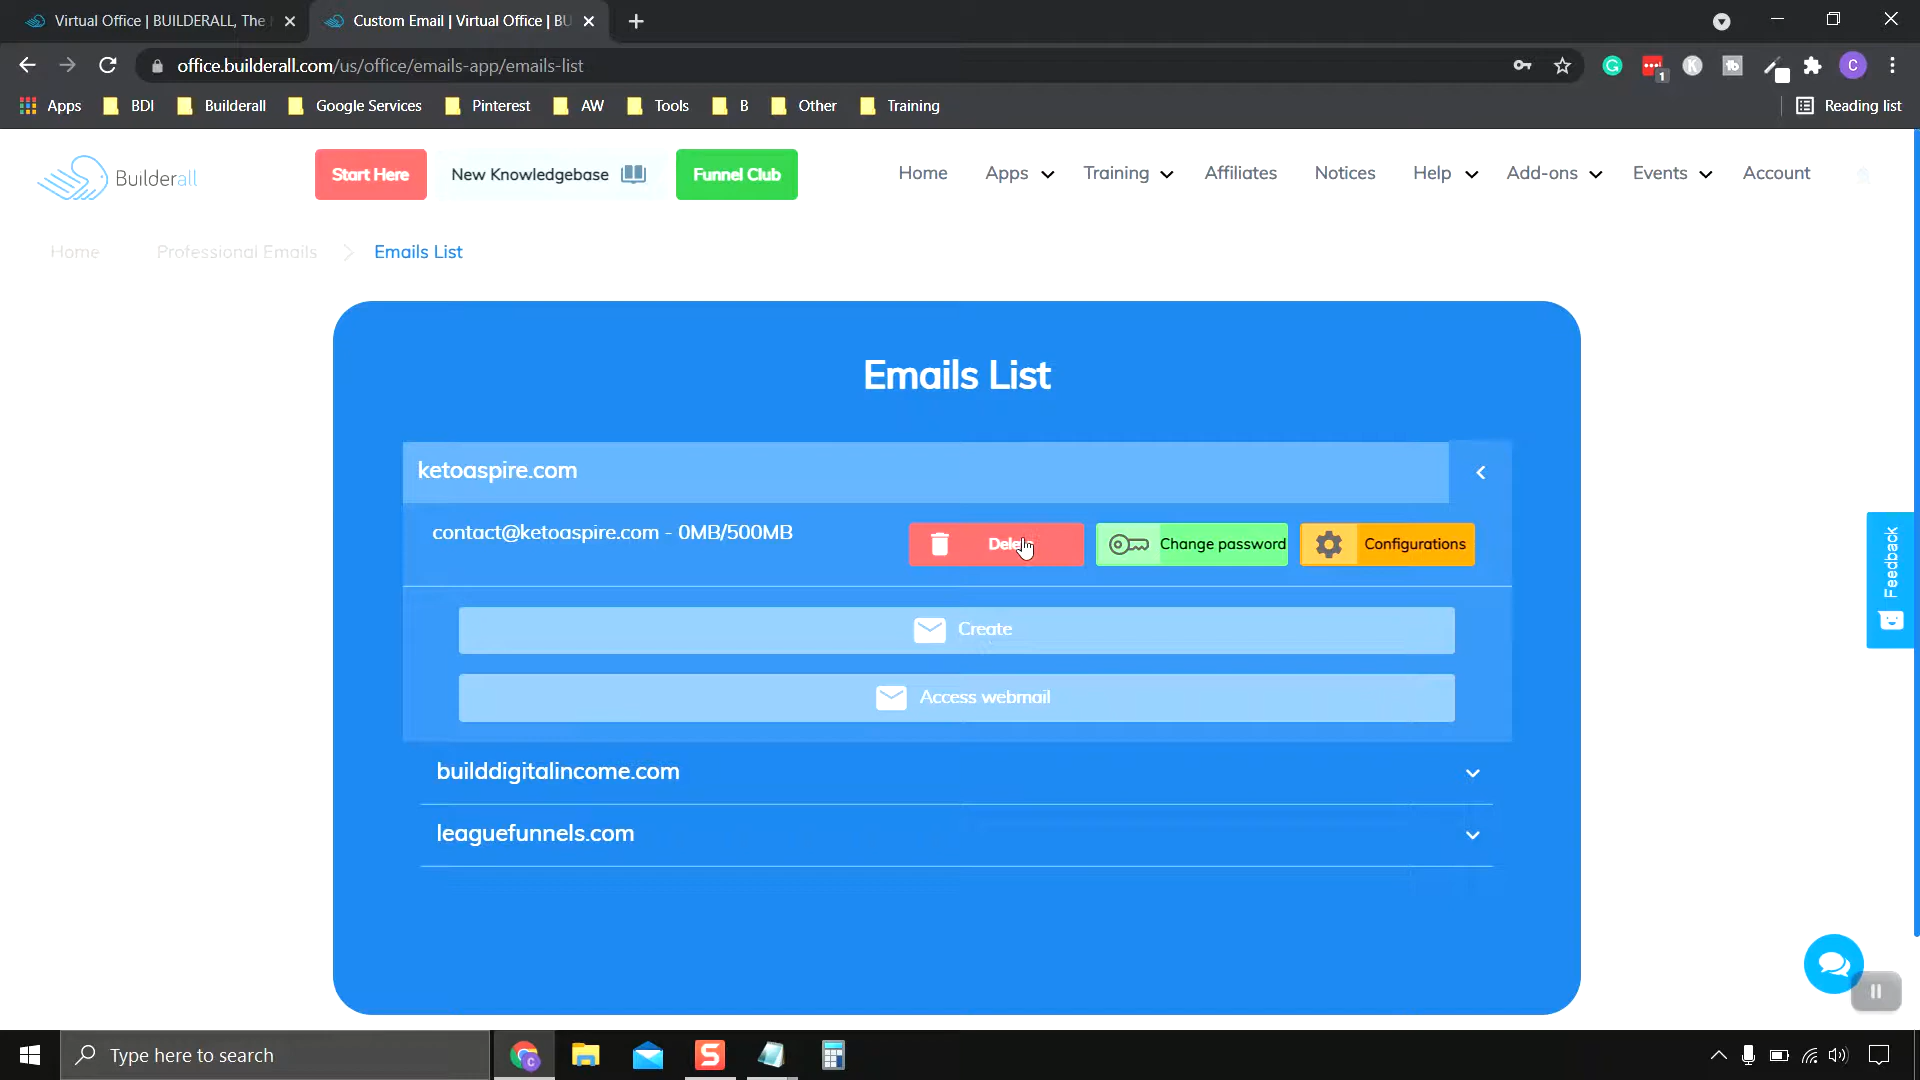 Virtual Office | BUILDERALL, The
Custom Email | Virtual Office | BU
office.builderall.com/us/office/emails-app/emails-list
1
C
Apps
BDI
Builderall
Google Services
Pinterest
AW
Tools
B
Other
Training
Reading list
Builderall
Start Here
New Knowledgebase
Funnel Club
Home
Apps
Training
Affiliates
Notices
Help
Add-ons
Events
Account
Home
Professional Emails
Emails List
Emails List
ketoaspire.com
contact@ketoaspire.com - 0MB/500MB
Change password
Configurations
Create
Access webmail
builddigitalincome.com
leaguefunnels.com
Feedback
Type here to search